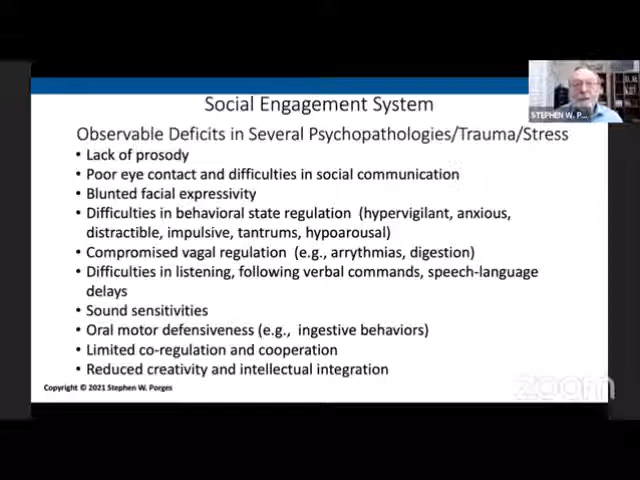 Social Engagement System
STEPHEN W. P...
Observable Deficits in Several Psychopathologies/Trauma/Stress
• Lack of prosody
• Poor eye contact and difficulties in social communication
• Blunted facial expressivity
• Difficulties in behavioral state regulation (hypervigilant, anxious,
distractible, impulsive, tantrums, hypoarousal)
• Compromised vagal regulation (e.g., arrythmias, digestion)
• Difficulties in listening, following verbal commands, speech-language
delays
• Sound sensitivities
• Oral motor defensiveness (e.g., ingestive behaviors)
• Limited co-regulation and cooperation
• Reduced creativity and intellectual integration
Copyright © 2021 Stephen W. Porges
zoom